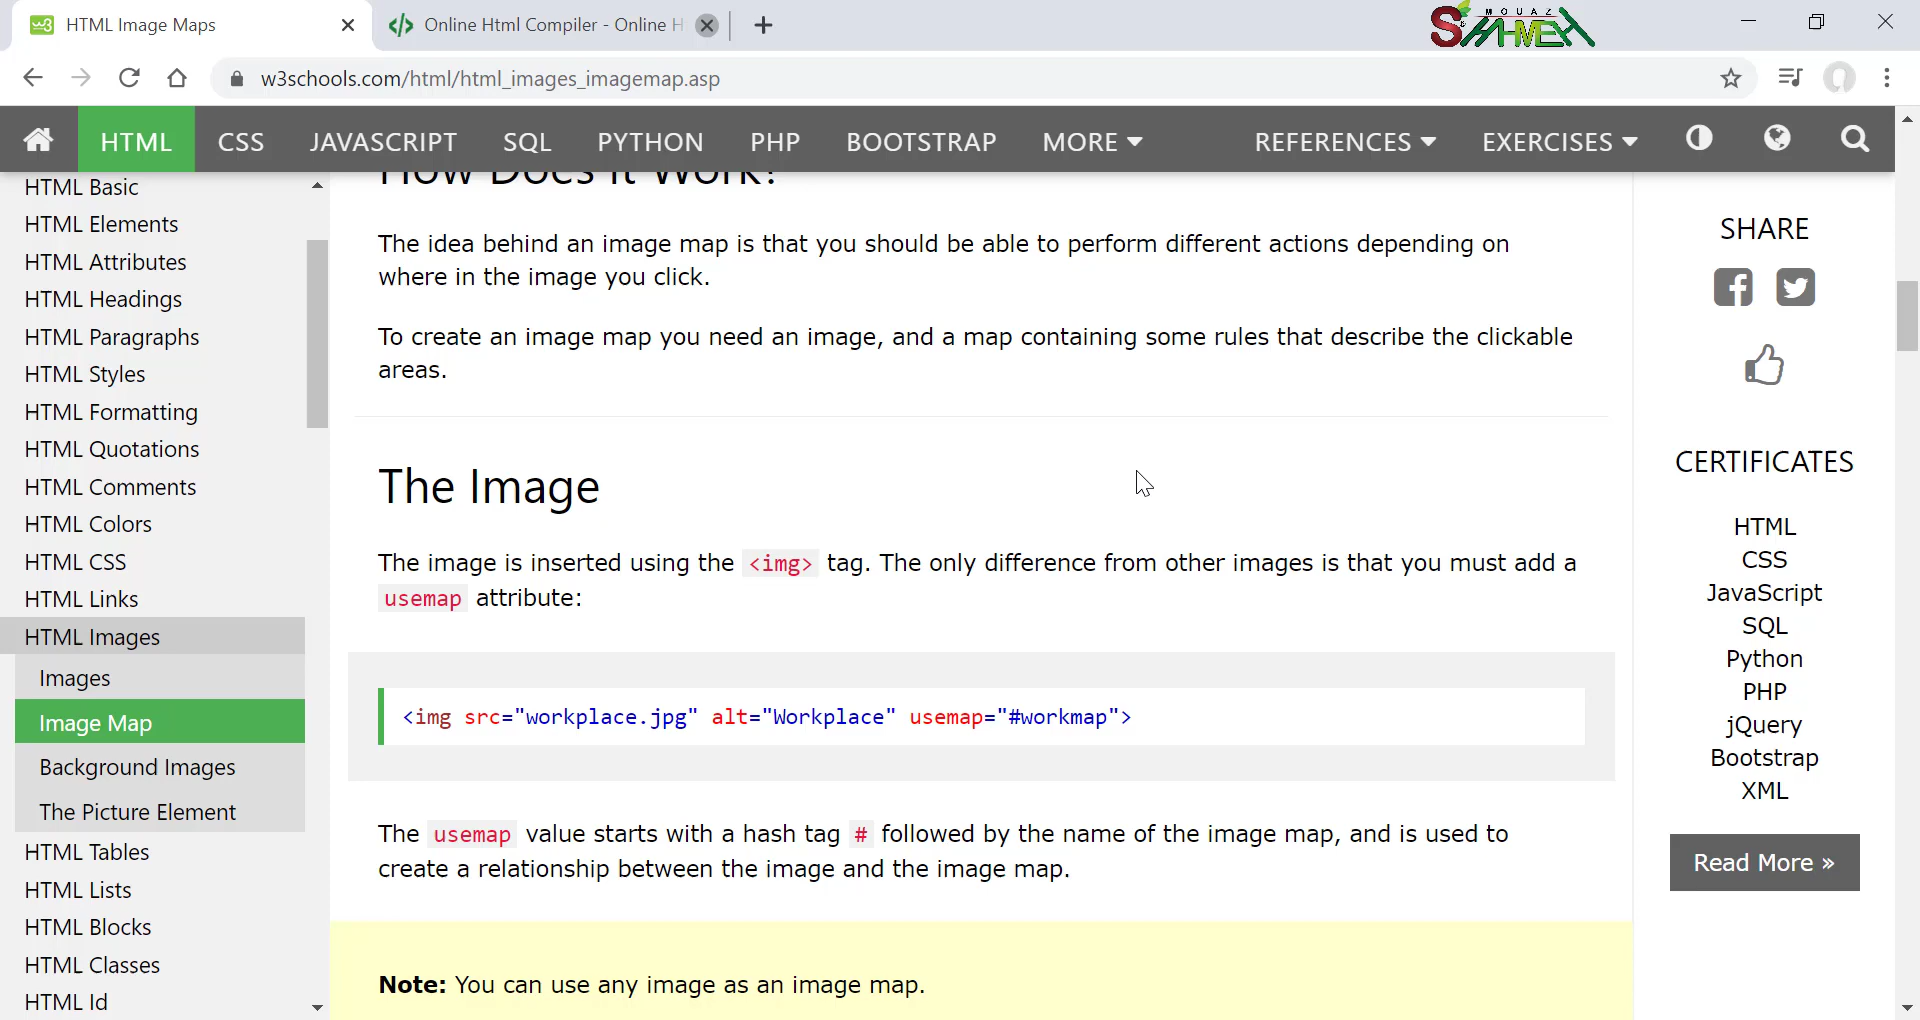 HTML Image Maps
Online Html Compiler - Online H
MOUAZ
w3schools.com/html/html_images_imagemap.asp
HTML CSS JAVASCRIPT SQL PYTHON PHP BOOTSTRAP MORE REFERENCES EXERCISES
HTML Basic
HTML Elements
HTML Attributes
HTML Headings
HTML Paragraphs
HTML Styles
HTML Formatting
HTML Quotations
HTML Comments
HTML Colors
HTML CSS
HTML Links
HTML Images
Images
Image Map
Background Images
The Picture Element
HTML Tables
HTML Lists
HTML Blocks
HTML Classes
HTML Id
How Does it Work?
The idea behind an image map is that you should be able to perform different actions depending on
where in the image you click.
To create an image map you need an image, and a map containing some rules that describe the clickable
areas.
The Image
The image is inserted using the <img> tag. The only difference from other images is that you must add a
usemap attribute:
<img src="workplace.jpg" alt="Workplace" usemap="#workmap">
The usemap value starts with a hash tag # followed by the name of the image map, and is used to
create a relationship between the image and the image map.
Note: You can use any image as an image map.
SHARE
CERTIFICATES
HTML
CSS
JavaScript
SQL
Python
PHP
jQuery
Bootstrap
XML
Read More »